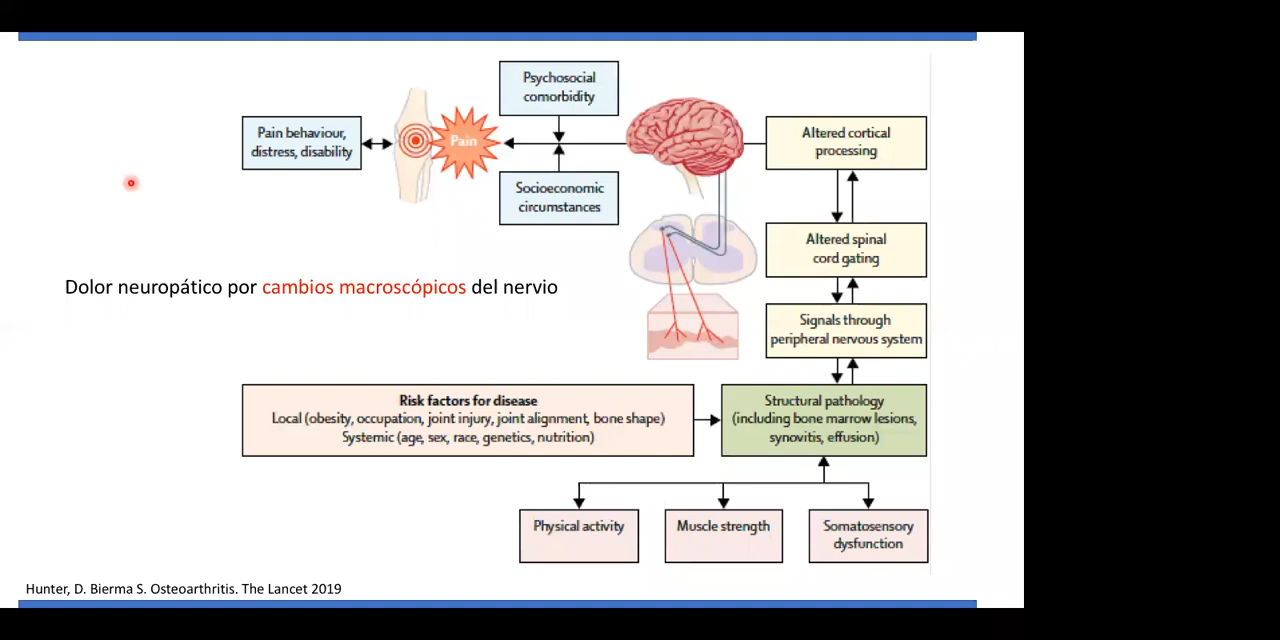 Psychosocial
comorbidity
Pain behaviour,
distress, disability
Pain
Altered cortical
processing
Socioeconomic
circumstances
Altered spinal
cord gating
Dolor neuropático por cambios macroscópicos del nervio
Signals through
peripheral nervous system
Risk factors for disease
Local (obesity, occupation, joint injury, joint alignment, bone shape)
Systemic (age, sex, race, genetics, nutrition)
Structural pathology
(including bone marrow lesions,
synovitis, effusion)
Physical activity
Muscle strength
Somatosensory
dysfunction
Hunter, D. Bierma S. Osteoarthritis. The Lancet 2019